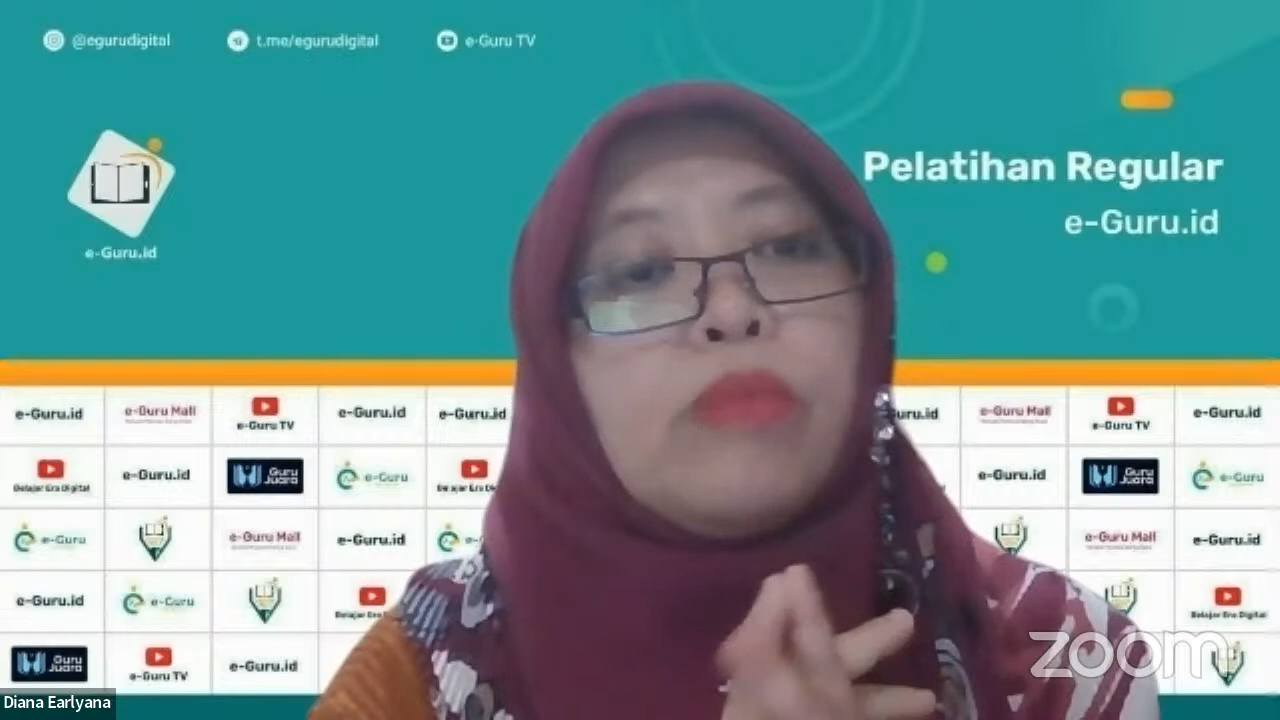 @egurudigital
t.me/egurudigital
e-Guru TV
e-Guru.id
Pelatihan Regular
e-Guru.id
e-Guru.id
e-Guru Mall
e-Guru TV
e-Guru.id
e-Guru.id
uru.id
e-Guru Mall
e-Guru TV
e-Guru.id
Belajar Era Digital
e-Guru.id
Guru Juara
e-Guru
e-Guru.id
Guru Juara
e-Guru
e-Guru
e-Guru Mall
e-Guru.id
e-Guru Mall
e-Guru.id
e-Guru.id
e-Guru
Belajar Era Digital
Guru Juara
e-Guru TV
e-Guru.id
zoom
Diana Earlyana